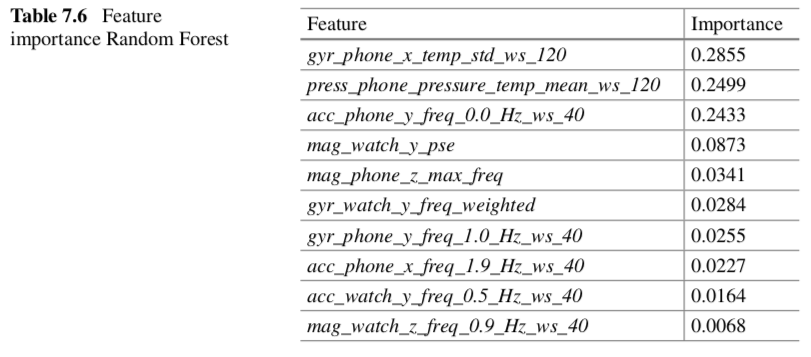 Table 7.6 Feature
importance Random Forest
Feature Importance
gyr_phone_x_temp_std_ws_120 0.2855
press_phone_pressure_temp_mean_ws_120 0.2499
acc_phone_y_freq_0.0_Hz_ws_40 0.2433
mag_watch_y_pse 0.0873
mag_phone_z_max_freq 0.0341
gyr_watch_y_freq_weighted 0.0284
gyr_phone_y_freq_1.0_Hz_ws_40 0.0255
acc_phone_x_freq_1.9_Hz_ws_40 0.0227
acc_watch_y_freq_0.5_Hz_ws_40 0.0164
mag_watch_z_freq_0.9_Hz_ws_40 0.0068